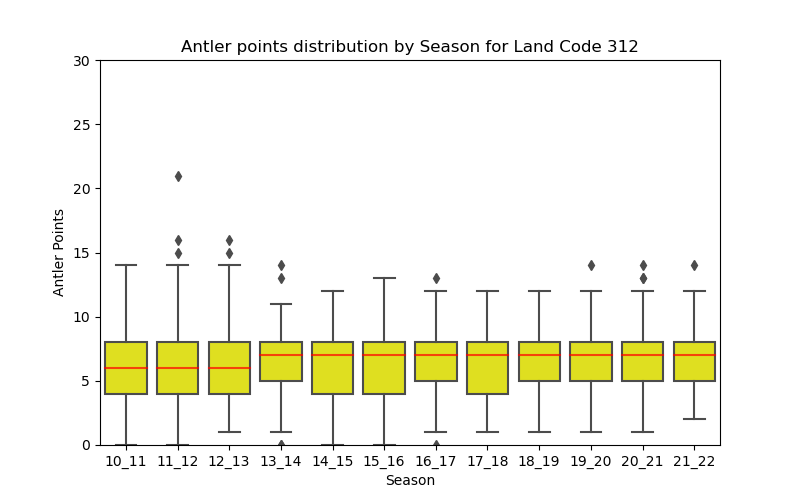 Antler points distribution by Season for Land Code 312
30
25
20
15
10
5
0
Antler Points
10_11 11_12 12_13 13_14 14_15 15_16 16_17 17_18 18_19 19_20 20_21 21_22
Season